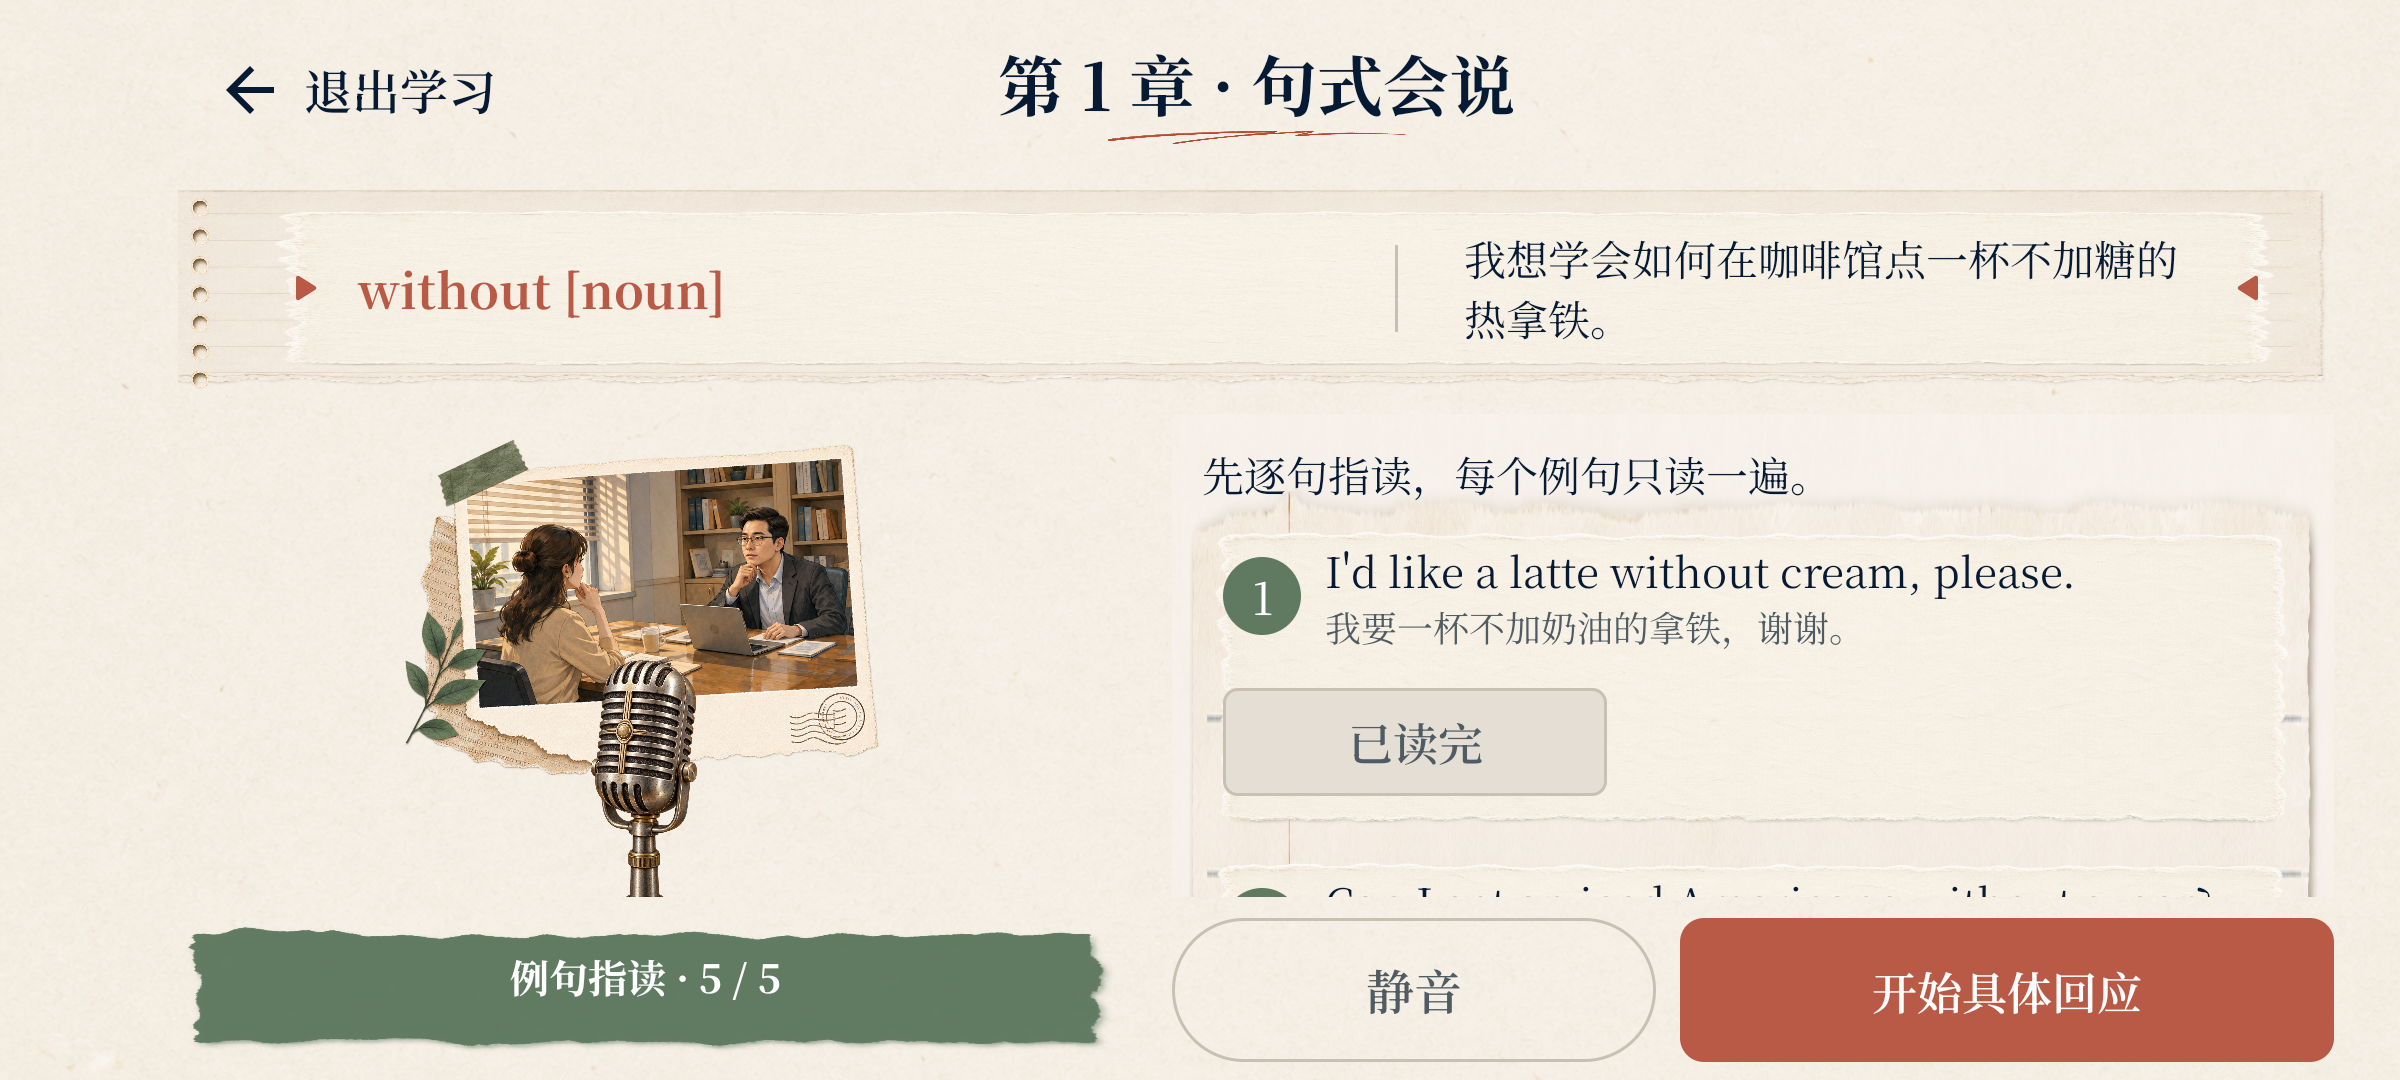 退出学习
第 1 章 · 句式会说
without [noun]
我想学会如何在咖啡馆点一杯不加糖的
热拿铁。
先逐句指读，每个例句只读一遍。
1
I'd like a latte without cream, please.
我要一杯不加奶油的拿铁，谢谢。
已读完
例句指读 · 5 / 5
静音
开始具体回应